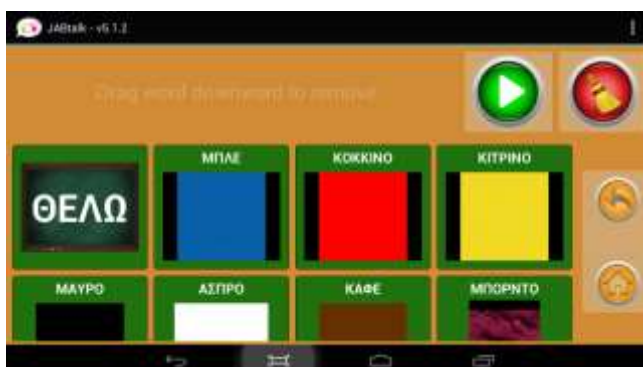 JABtalk - v5.1.2
Drag word downward to remove
ΘΕΛΩ
ΜΠΛΕ
ΚΟΚΚΙΝΟ
ΚΙΤΡΙΝΟ
ΜΑΥΡΟ
ΑΣΠΡΟ
ΚΑΦΕ
ΜΠΟΡΝΤΟ